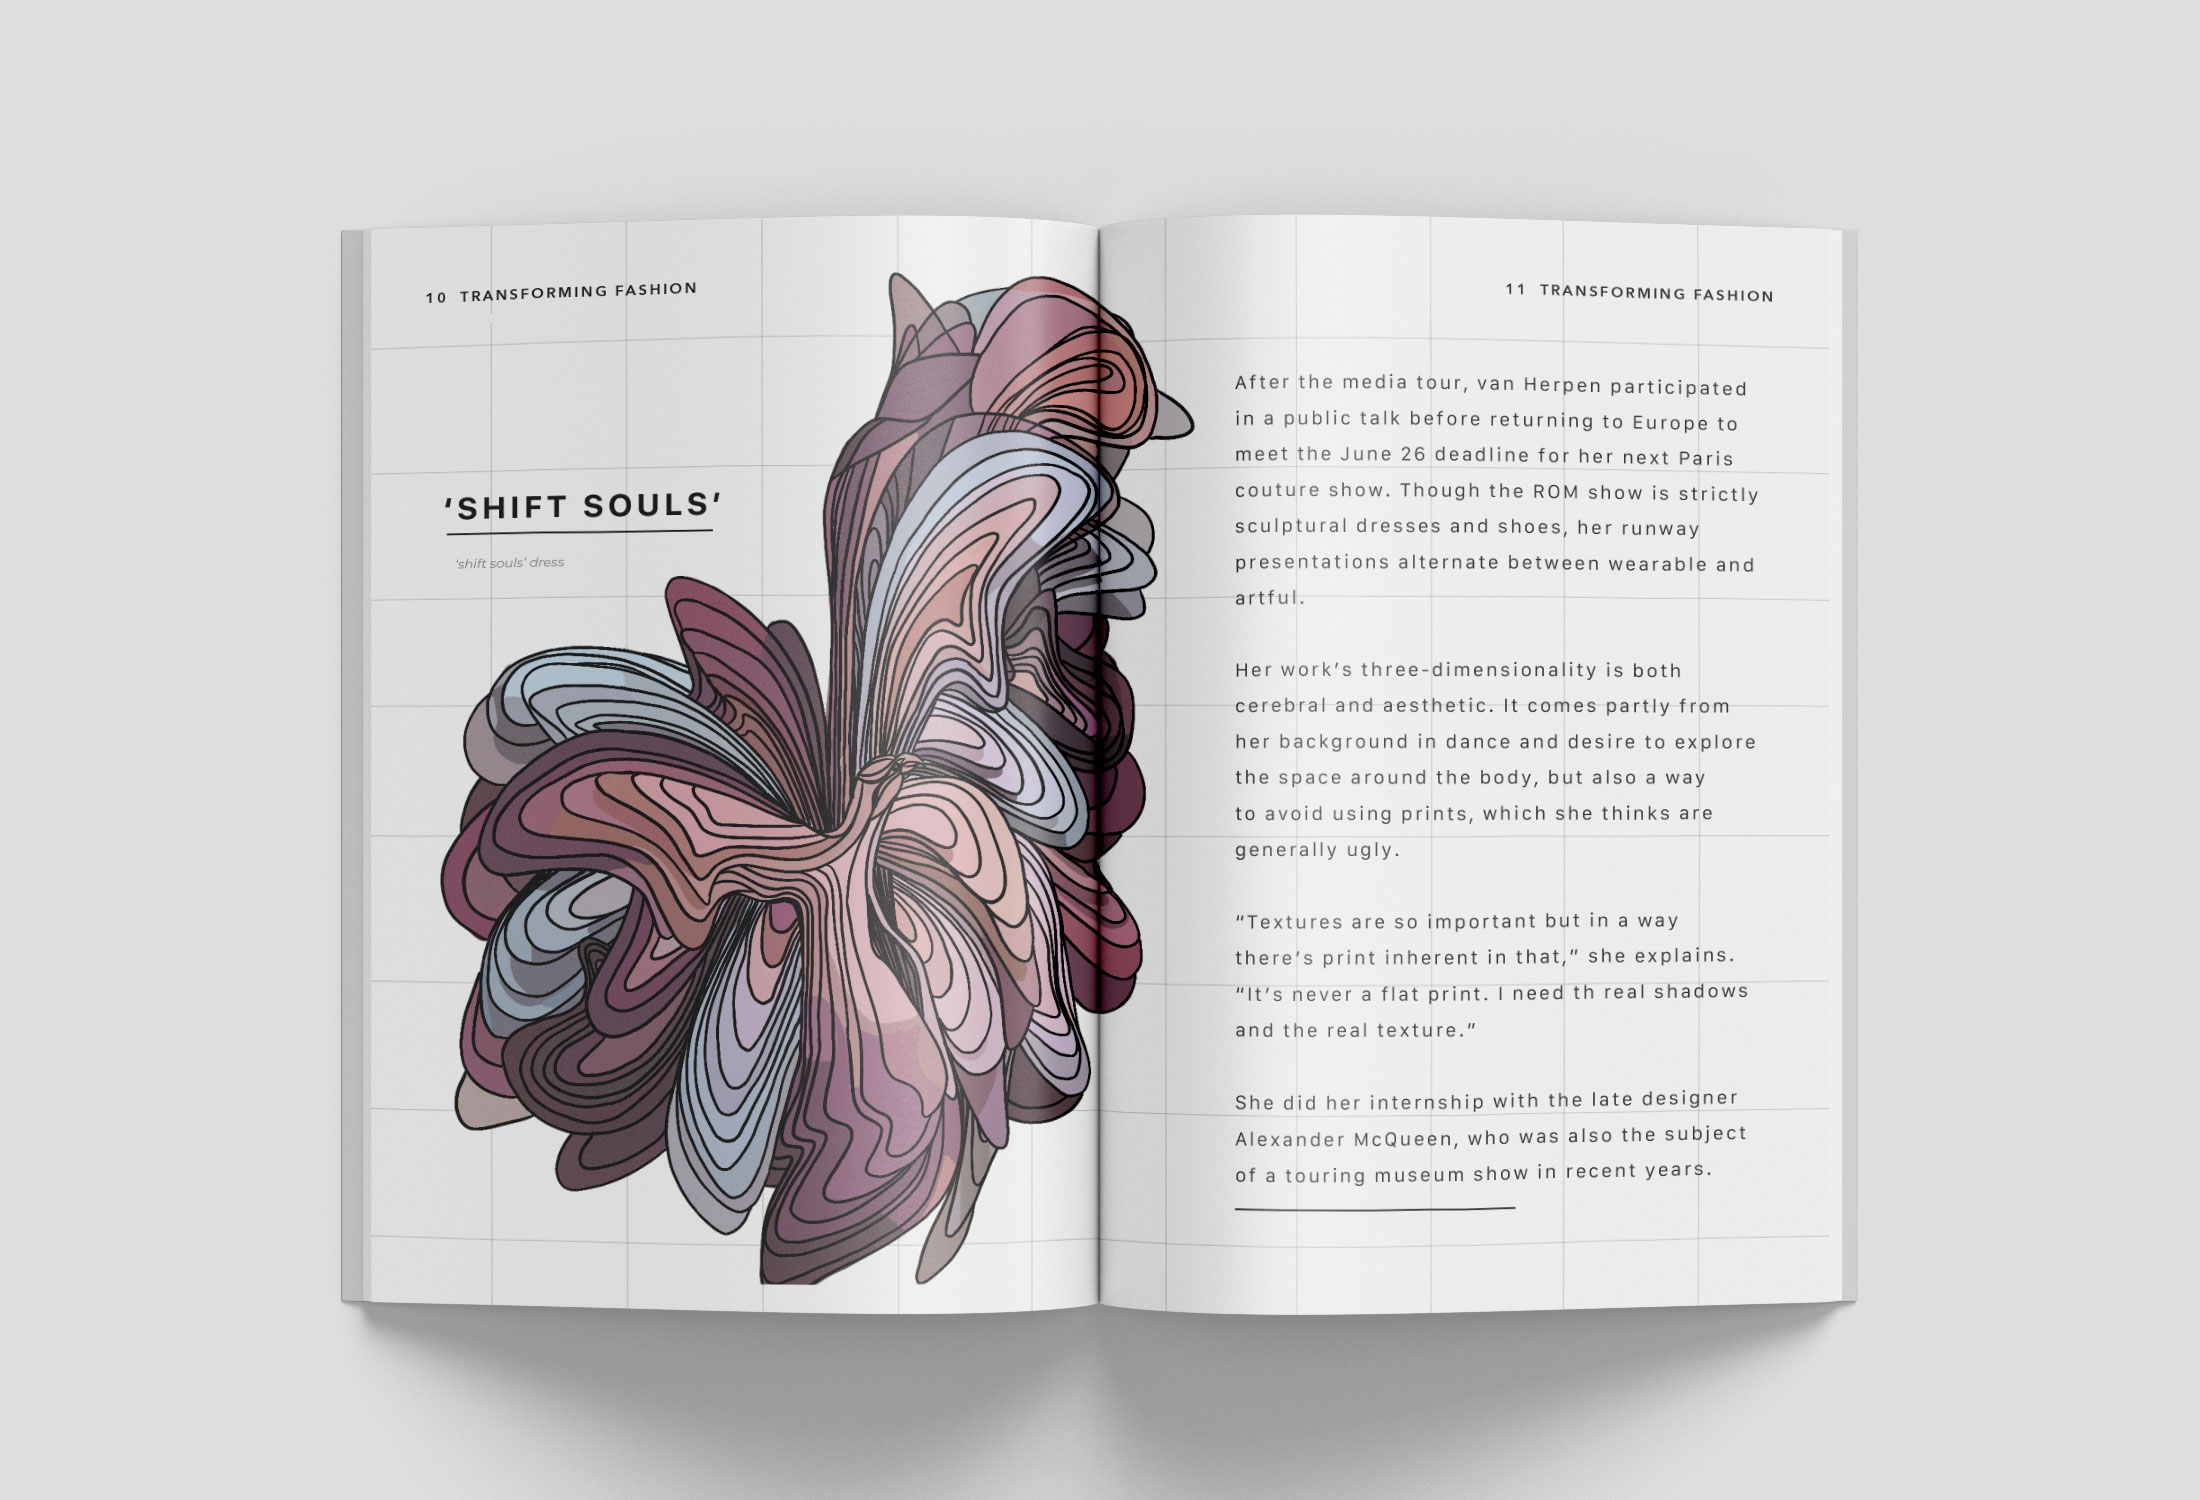 10 TRANSFORMING FASHION
‘SHIFT SOULS’
‘shift souls’ dress
11 TRANSFORMING FASHION
After the media tour, van Herpen participated
in a public talk before returning to Europe to
meet the June 26 deadline for her next Paris
couture show. Though the ROM show is strictly
sculptural dresses and shoes, her runway
presentations alternate between wearable and
artful.
Her work’s three-dimensionality is both
cerebral and aesthetic. It comes partly from
her background in dance and desire to explore
the space around the body, but also a way
to avoid using prints, which she thinks are
generally ugly.
“Textures are so important but in a way
there’s print inherent in that,” she explains.
“It’s never a flat print. I need th real shadows
and the real texture.”
She did her internship with the late designer
Alexander McQueen, who was also the subject
of a touring museum show in recent years.